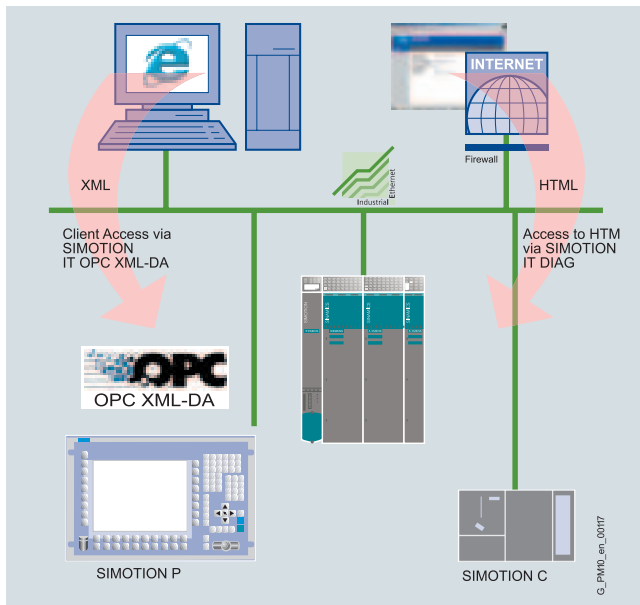 INTERNET
Firewall
XML
HTML
Industrial
Ethernet
Client Access via
SIMOTION
IT OPC XML-DA
Access to HTM
via SIMOTION
IT DIAG
SIMOTION
OPC
OPC XML-DA
SIMOTION P
SIMOTION C
G_PM10_en_00117